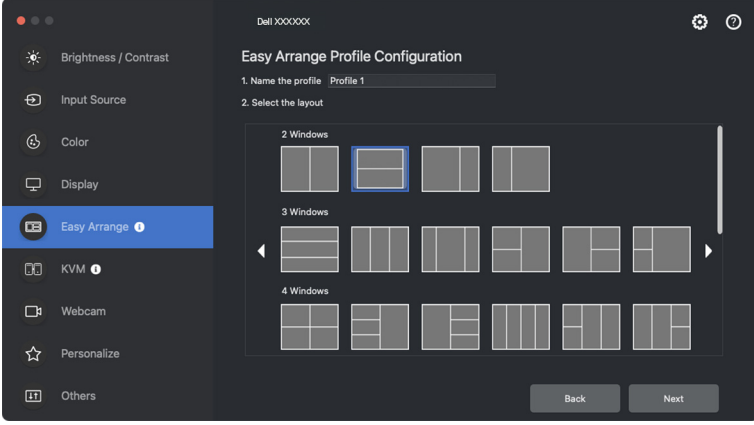 Dell XXXXXX
Brightness / Contrast
Input Source
Color
Display
Easy Arrange
KVM
Webcam
Personalize
Others
Easy Arrange Profile Configuration
1. Name the profile Profile 1
2. Select the layout
2 Windows
3 Windows
4 Windows
Back
Next